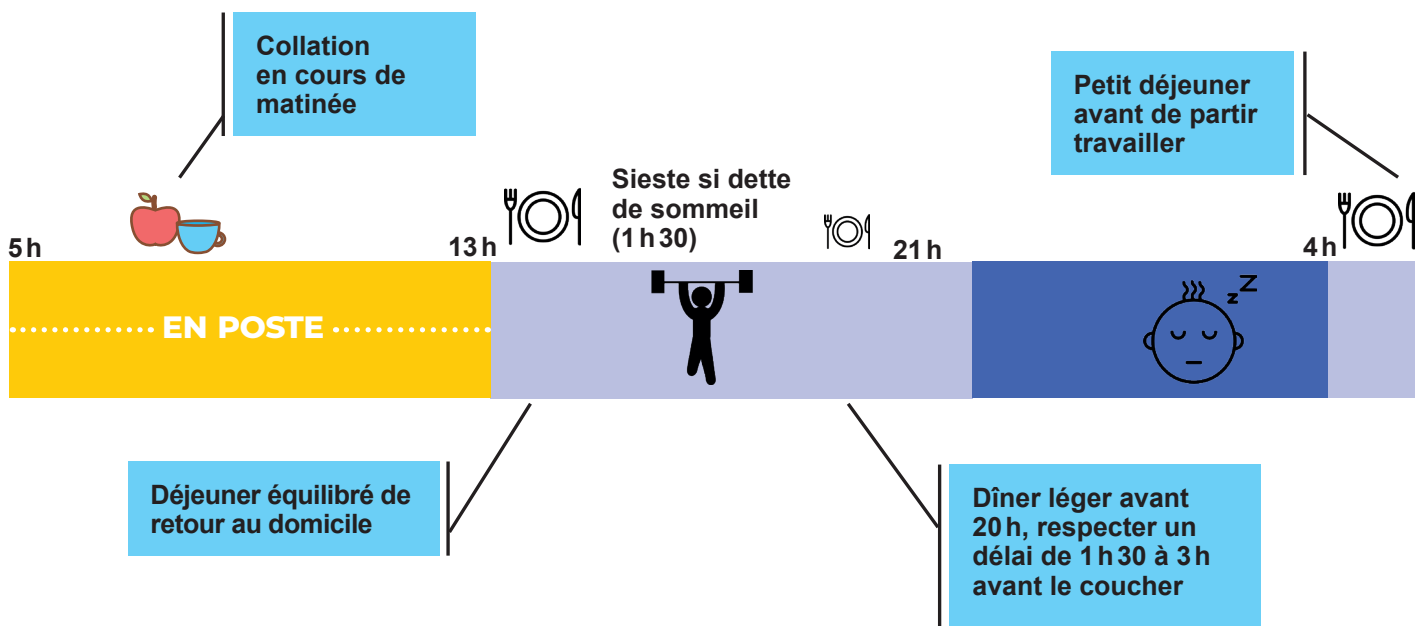 Collation
en cours de
matinée
Petit déjeuner
avant de partir
travailler
Sieste si dette
de sommeil
(1 h 30)
5 h
13 h
21 h
4 h
EN POSTE
z Z
Déjeuner équilibré de
retour au domicile
Dîner léger avant
20 h, respecter un
délai de 1 h 30 à 3 h
avant le coucher